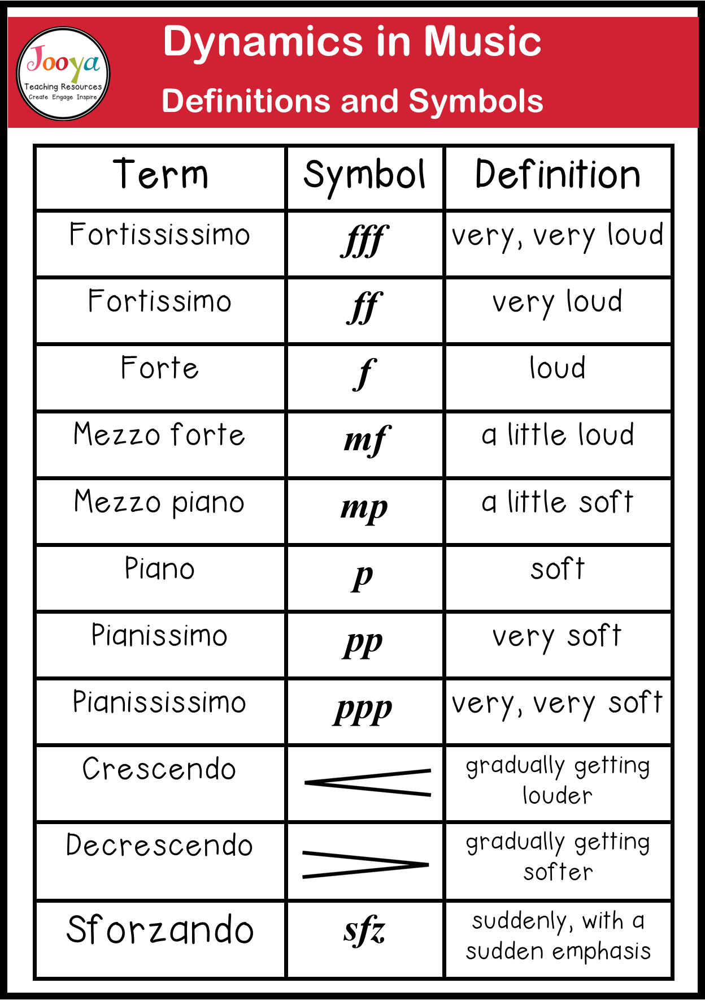 Dynamics in Music
Jooya
Teaching Resources
Create Engage Inspire
Definitions and Symbols
Term Symbol Definition
Fortississimo fff very, very loud
Fortissimo ff very loud
Forte f loud
Mezzo forte mf a little loud
Mezzo piano mp a little soft
Piano p soft
Pianissimo pp very soft
Pianississimo ppp very, very soft
Crescendo gradually getting
louder
Decrescendo gradually getting
softer
Sforzando sfz suddenly, with a
sudden emphasis